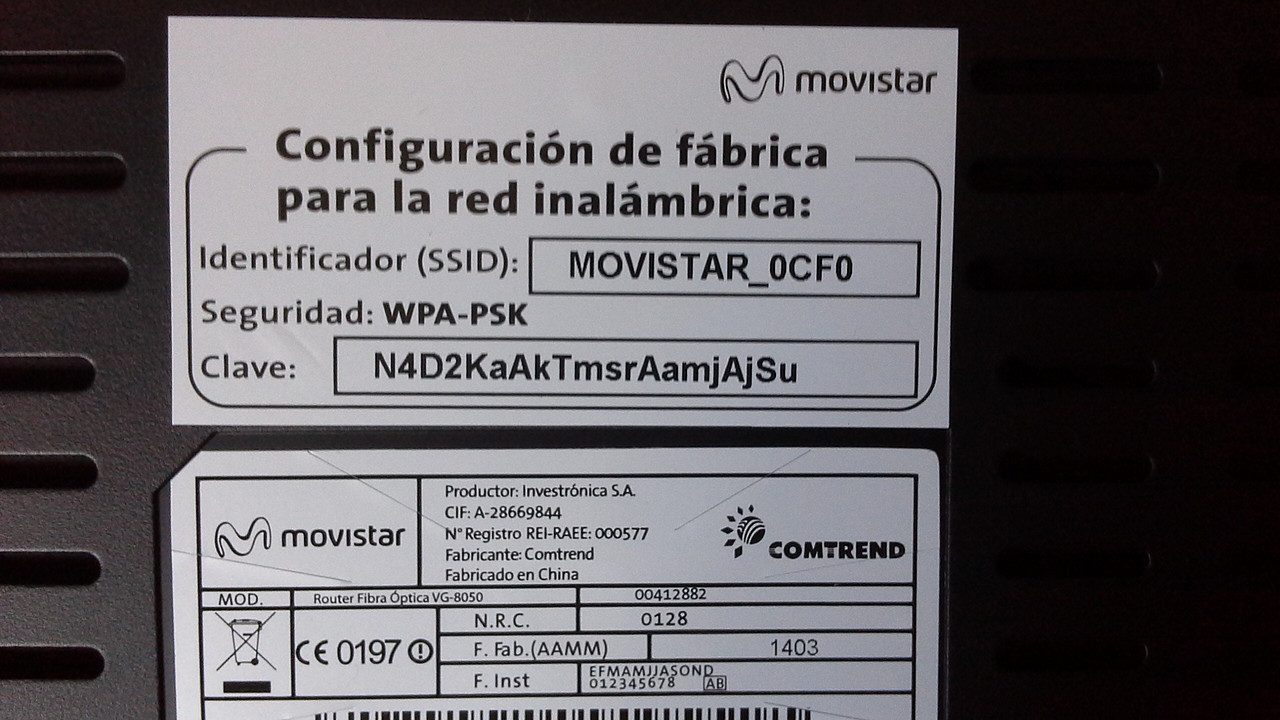 movistar
Configuración de fábrica
para la red inalámbrica:
Identificador (SSID): MOVISTAR_0CF0
Seguridad: WPA-PSK
Clave: N4D2KaAkTmsrAamjAjSu
movistar
Productor: Investrónica S.A.
CIF: A-28669844
Nº Registro REI-RAEE: 000577
Fabricante: Comtrend
Fabricado en China
COMTREND
MOD. Router Fibra Óptica VG-8050 00412882
CE 0197
N.R.C. 0128
F. Fab.(AAMM) 1403
F. Inst
EFMAMJJASOND
012345678 AB